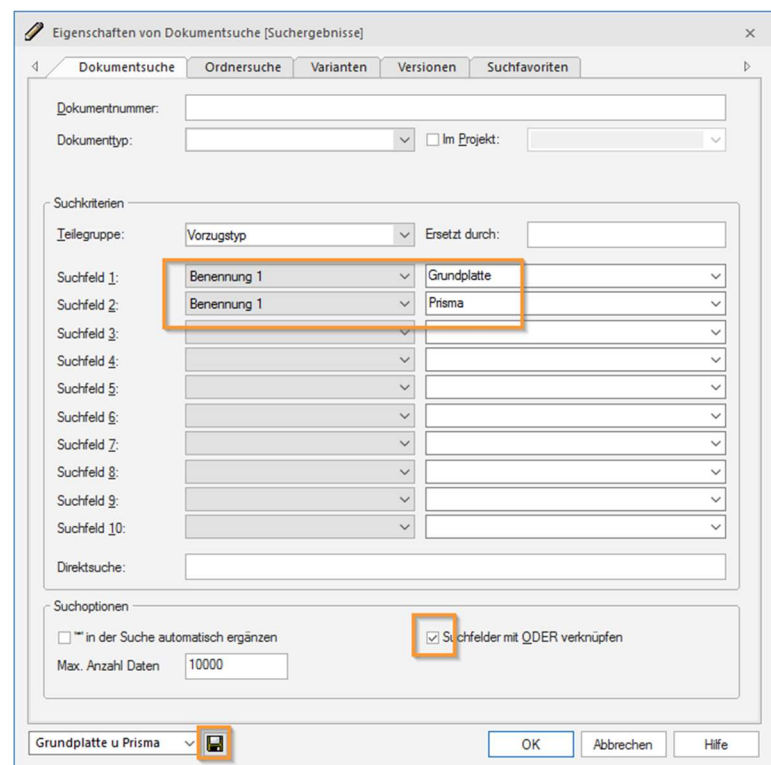 Eigenschaften von Dokumentsuche [Suchergebnisse]
Dokumentsuche Ordnersuche Varianten Versionen Suchfavoriten
Dokumentnummer:
Dokumenttyp: Im Projekt:
Suchkriterien
Teilegruppe: Vorzugstyp Ersetzt durch:
Suchfeld 1: Benennung 1 Grundplatte
Suchfeld 2: Benennung 1 Prisma
Suchfeld 3:
Suchfeld 4:
Suchfeld 5:
Suchfeld 6:
Suchfeld 7:
Suchfeld 8:
Suchfeld 9:
Suchfeld 10:
Direktsuche:
Suchoptionen
"*" in der Suche automatisch ergänzen Suchfelder mit ODER verknüpfen
Max. Anzahl Daten 10000
Grundplatte u Prisma OK Abbrechen Hilfe